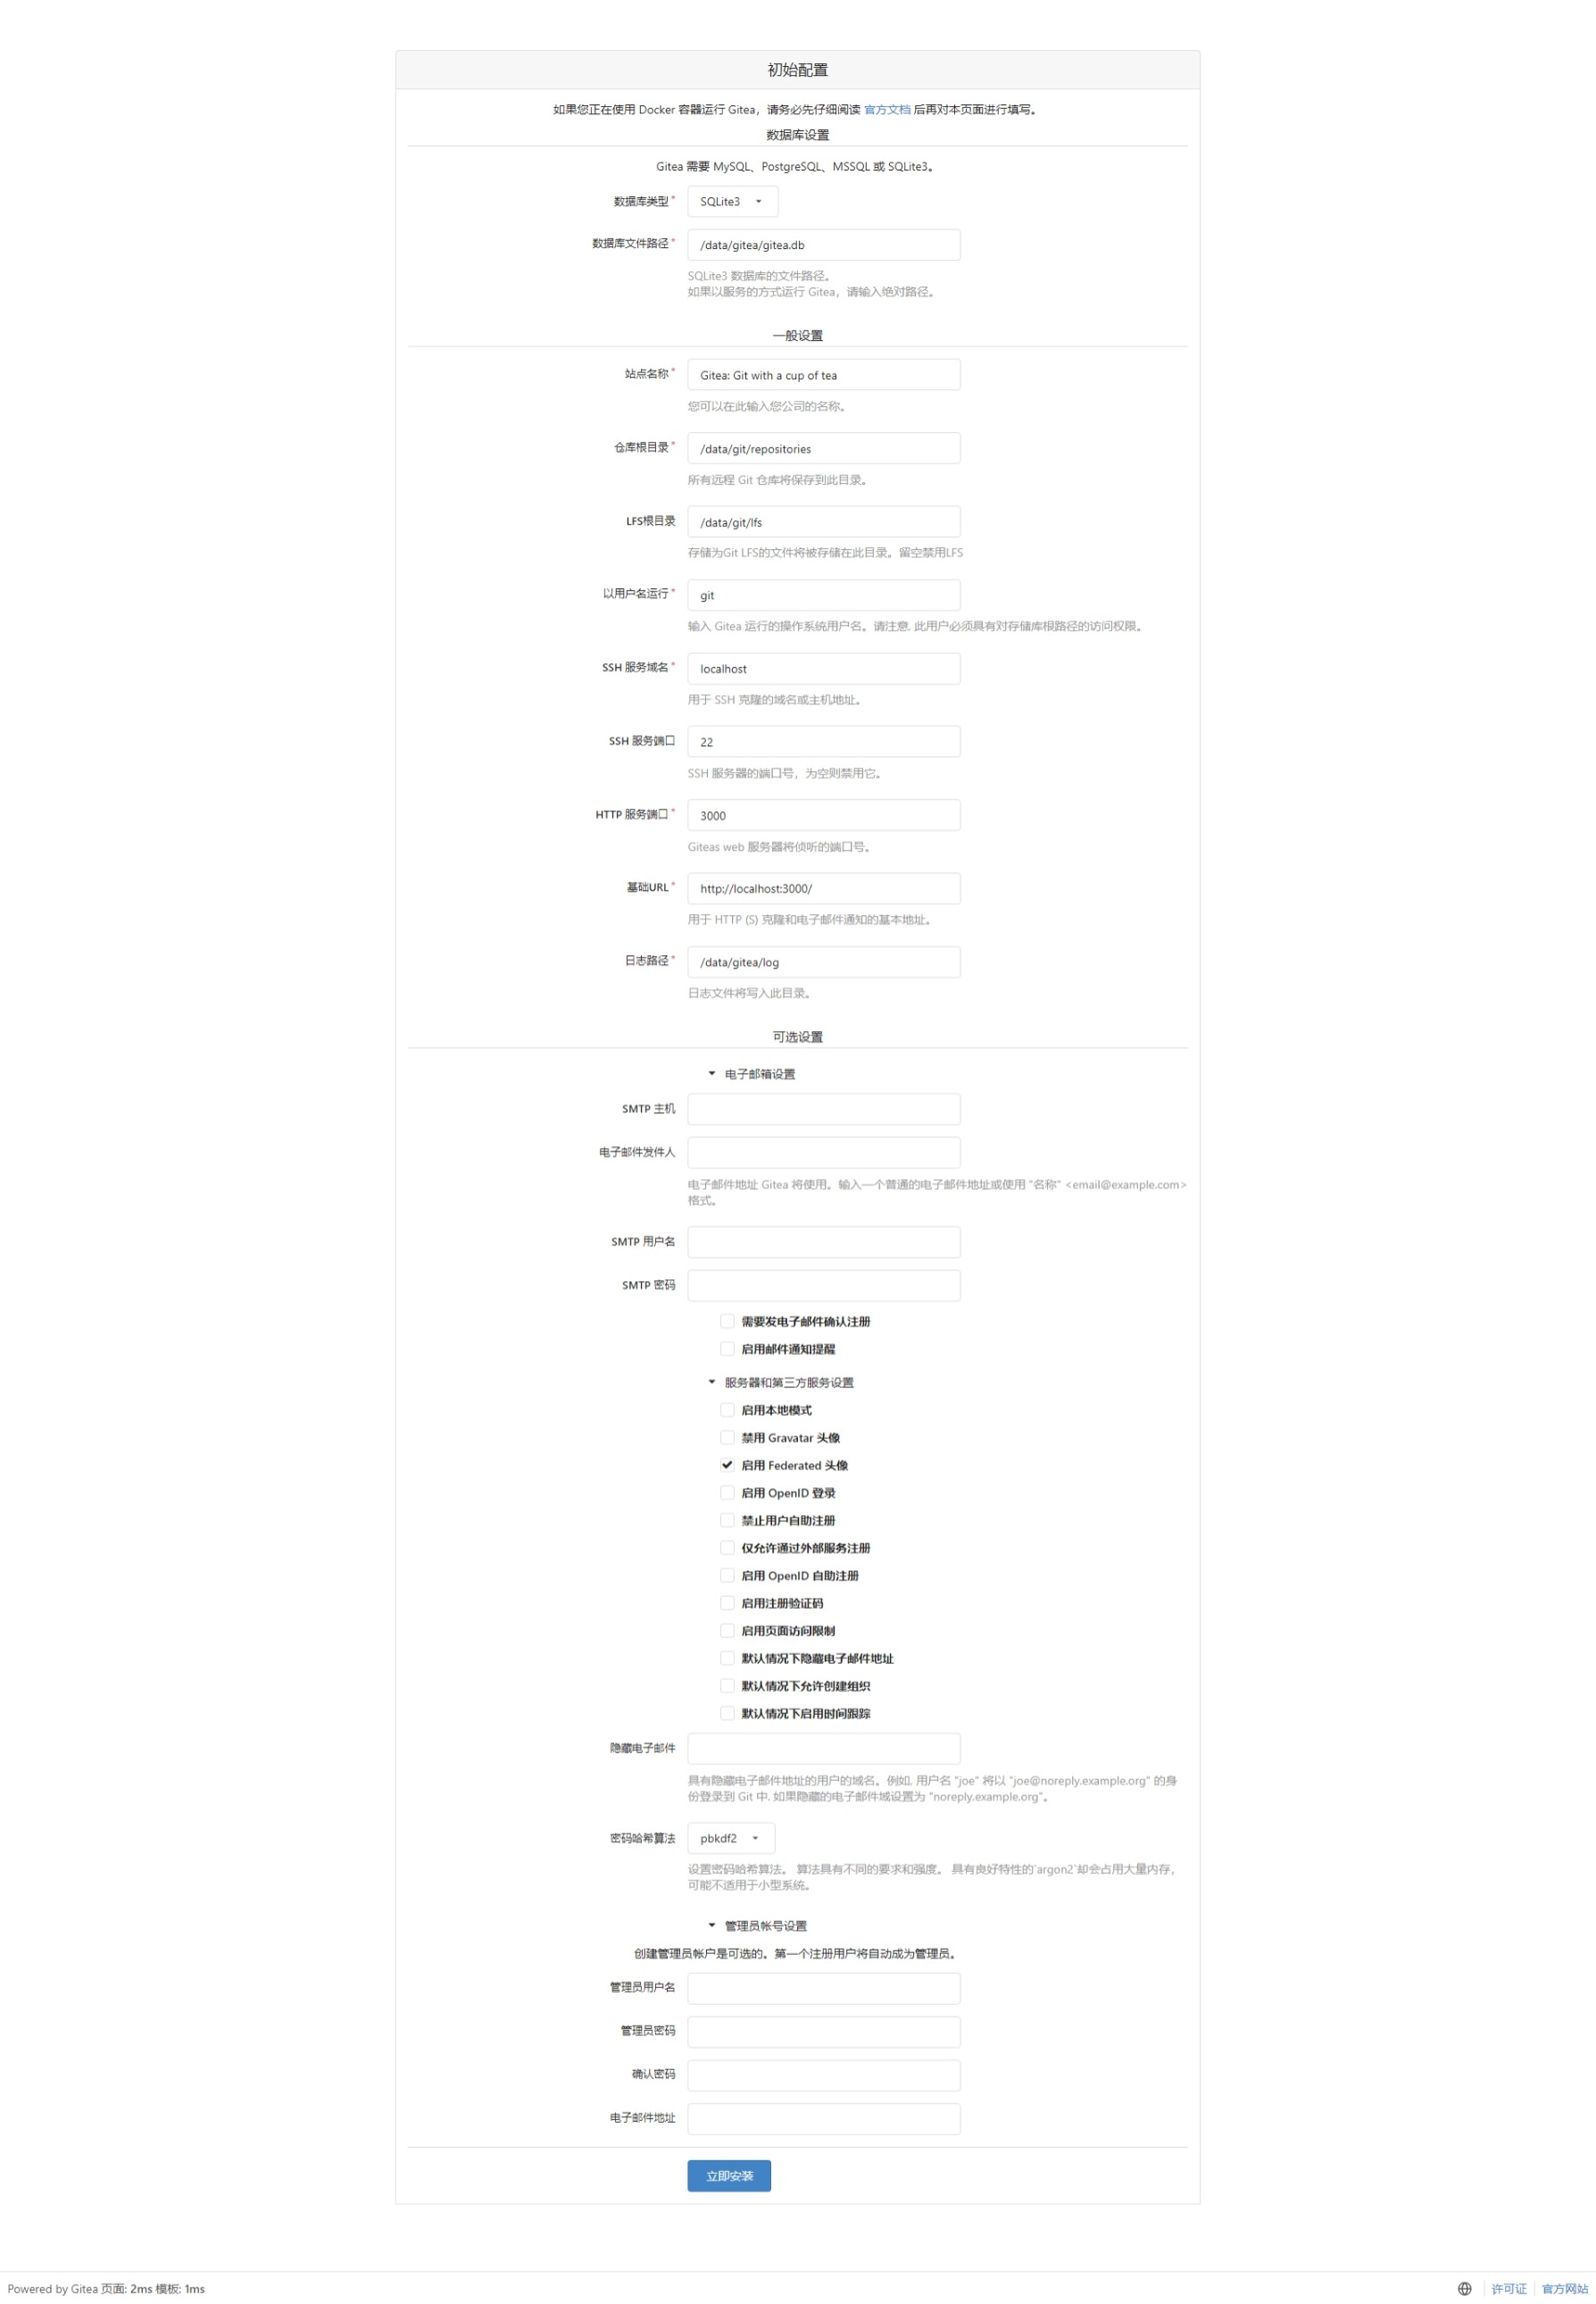 初始配置
如果您正在使用 Docker 容器运行 Gitea，请务必先仔细阅读 官方文档 后再对本页面进行填写。
数据库设置
Gitea 需要 MySQL、PostgreSQL、MSSQL 或 SQLite3。
数据库类型* SQLite3
数据库文件路径* /data/gitea/gitea.db
SQLite3 数据库的文件路径。
如果以服务的方式运行 Gitea，请输入绝对路径。
一般设置
站点名称* Gitea: Git with a cup of tea
您可以在此输入您公司的名称。
仓库根目录* /data/git/repositories
所有远程 Git 仓库将保存到此目录。
LFS根目录 /data/git/lfs
存储为Git LFS的文件将被存储在此目录。留空禁用LFS
以用户名运行* git
输入 Gitea 运行的操作系统用户名。请注意, 此用户必须具有对存储库根路径的访问权限。
SSH 服务域名* localhost
用于 SSH 克隆的域名或主机地址。
SSH 服务端口 22
SSH 服务器的端口号，为空则禁用它。
HTTP 服务端口* 3000
Giteas web 服务器将侦听的端口号。
基础URL* http://localhost:3000/
用于 HTTP (S) 克隆和电子邮件通知的基本地址。
日志路径* /data/gitea/log
日志文件将写入此目录。
可选设置
电子邮箱设置
SMTP 主机
电子邮件发件人
电子邮件地址 Gitea 将使用。输入一个普通的电子邮件地址或使用 "名称" <email@example.com>
格式。
SMTP 用户名
SMTP 密码
需要发电子邮件确认注册
启用邮件通知提醒
服务器和第三方服务设置
启用本地模式
禁用 Gravatar 头像
启用 Federated 头像
启用 OpenID 登录
禁止用户自助注册
仅允许通过外部服务注册
启用 OpenID 自助注册
启用注册验证码
启用页面访问限制
默认情况下隐藏电子邮件地址
默认情况下允许创建组织
默认情况下启用时间跟踪
隐藏电子邮件
具有隐藏电子邮件地址的用户的域名。例如, 用户名 "joe" 将以 "joe@noreply.example.org" 的身
份登录到 Git 中, 如果隐藏的电子邮件域设置为 "noreply.example.org"。
密码哈希算法 pbkdf2
设置密码哈希算法。 算法具有不同的要求和强度。 具有良好特性的`argon2`却会占用大量内存，
可能不适用于小型系统。
管理员帐号设置
创建管理员帐户是可选的。第一个注册用户将自动成为管理员。
管理员用户名
管理员密码
确认密码
电子邮件地址
立即安装
Powered by Gitea 页面: 2ms 模板: 1ms
许可证 官方网站